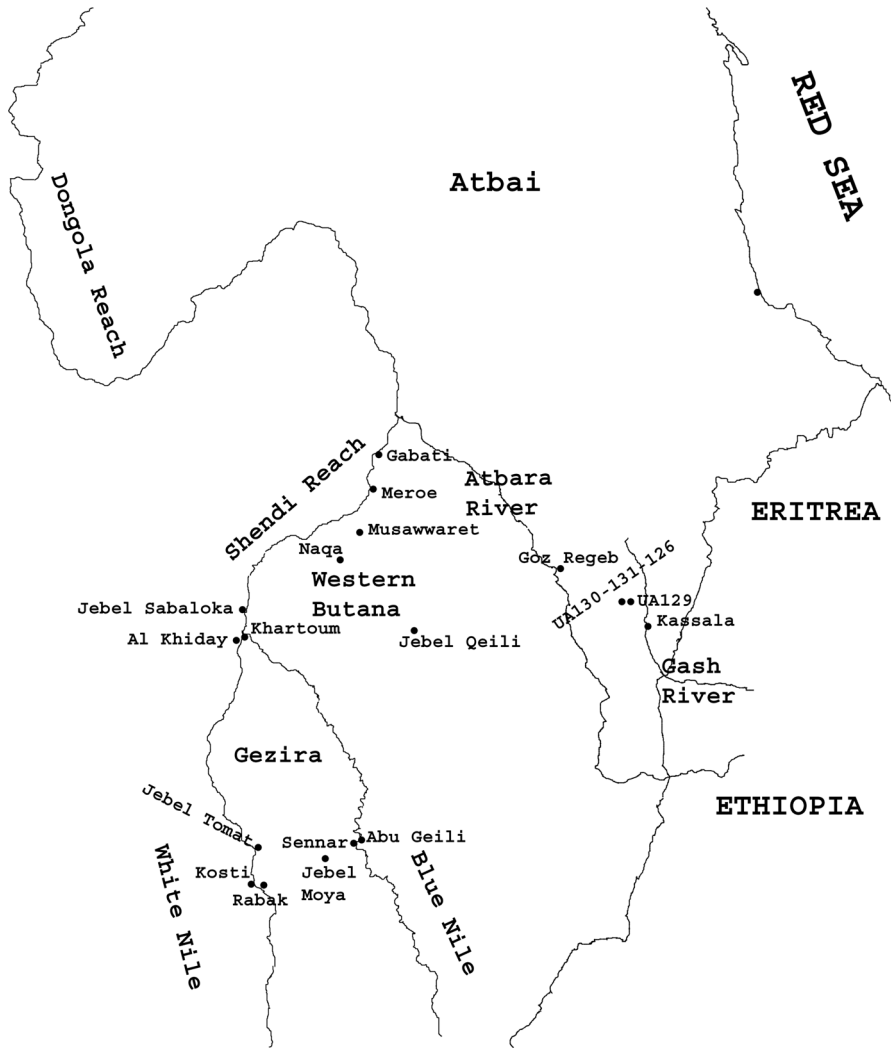 RED SEA
Atbai
Dongola Reach
Gabati
Shendi Reach
Atbara
River
Meroe
ERITREA
Musawwaret
Naqa
Goz Regeb
Western
Butana
UA130-131-126
UA129
Jebel Sabaloka
Kassala
Khartoum
Al Khiday
Jebel Qeili
Gash
River
Gezira
ETHIOPIA
Jebel Tomat
Sennar
Abu Geili
Kosti
Jebel
Moya
Rabak
White Nile
Blue Nile